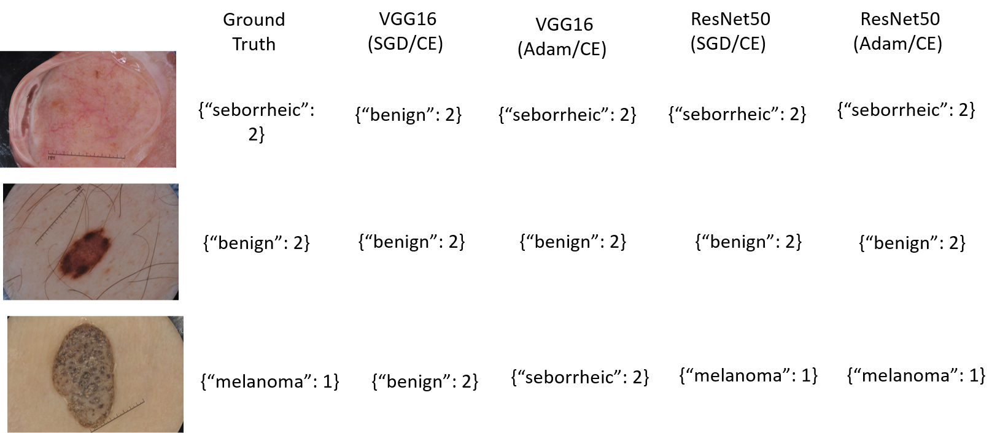 Ground
Truth
VGG16
(SGD/CE)
VGG16
(Adam/CE)
ResNet50
(SGD/CE)
ResNet50
(Adam/CE)
{“seborrheic”:
2}
{“benign”: 2}
{“seborrheic”: 2}
{“seborrheic”: 2}
{“seborrheic”: 2}
MM
{“benign”: 2}
{“benign”: 2}
{“benign”: 2}
{“benign”: 2}
{“benign”: 2}
{“melanoma”: 1}
{“benign”: 2}
{“seborrheic”: 2}
{“melanoma”: 1}
{“melanoma”: 1}